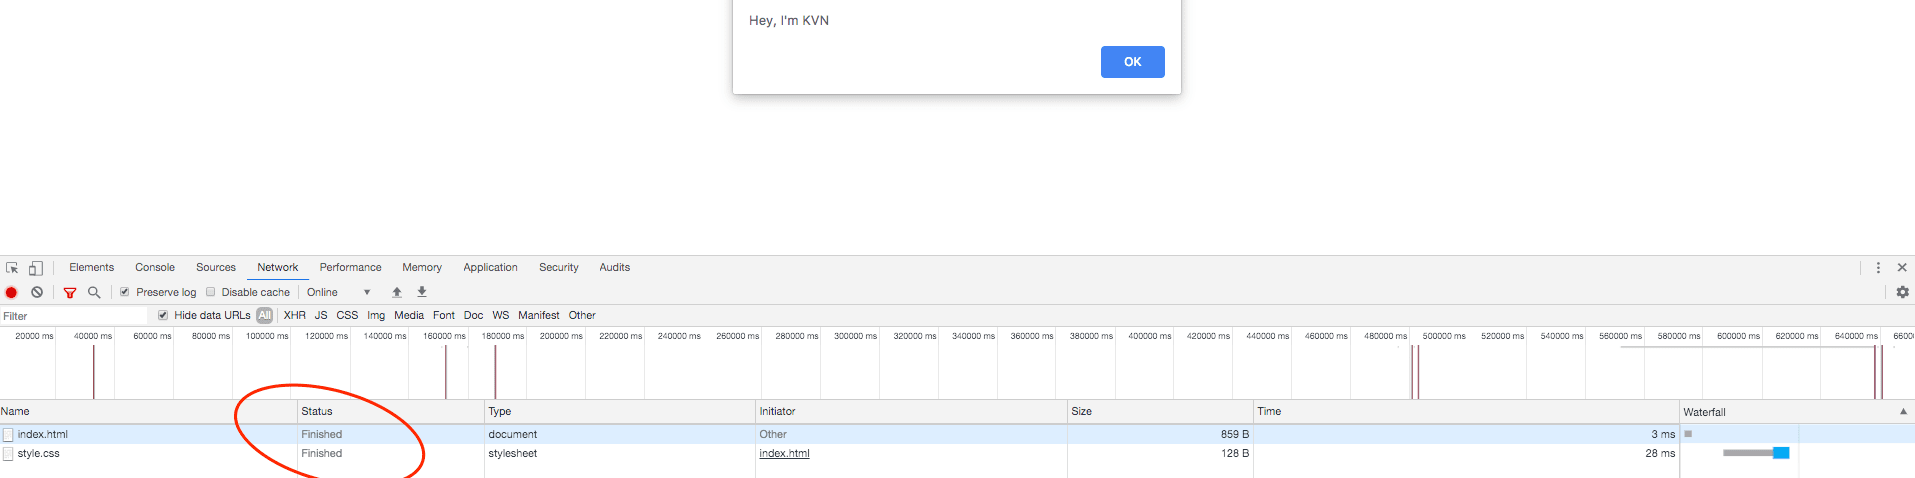 Hey, I'm KVN
OK
Elements Console Sources Network Performance Memory Application Security Audits
Preserve log Disable cache Online
Filter Hide data URLs All XHR JS CSS Img Media Font Doc WS Manifest Other
20000 ms 40000 ms 60000 ms 80000 ms 100000 ms 120000 ms 140000 ms 160000 ms 180000 ms 200000 ms 220000 ms 240000 ms 260000 ms 280000 ms 300000 ms 320000 ms 340000 ms 360000 ms 380000 ms 400000 ms 420000 ms 440000 ms 460000 ms 480000 ms 500000 ms 520000 ms 540000 ms 560000 ms 580000 ms 600000 ms 620000 ms 640000 ms 6600
Name Status Type Initiator Size Time Waterfall
index.html Finished document Other 859 B 3 ms
style.css Finished stylesheet index.html 128 B 28 ms